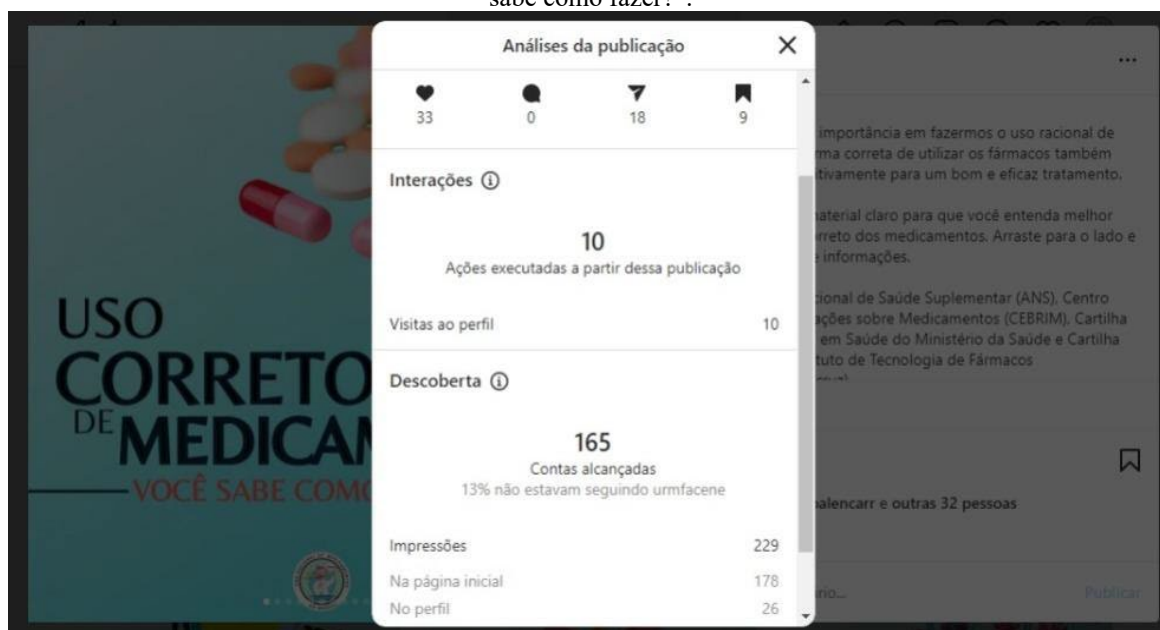 sabe como fazer?".
Análises da publicação
33
0
18
9
Interações
10
Ações executadas a partir dessa publicação
Visitas ao perfil
10
Descoberta
165
Contas alcançadas
13% não estavam seguindo urmfacene
Impressões
229
Na página inicial
178
No perfil
26
USO
CORRETO
DE
MEDICAM
VOCÊ SABE COMO
importância em fazermos o uso racional de
rma correta de utilizar os fármacos também
tivamente para um bom e eficaz tratamento.
material claro para que você entenda melhor
rreto dos medicamentos. Arraste para o lado e
e informações.
cional de Saúde Suplementar (ANS), Centro
ações sobre Medicamentos (CEBRIM), Cartilha
em Saúde do Ministério da Saúde e Cartilha
tuto de Tecnologia de Fármacos
palencarr e outras 32 pessoas
ário...
Publicar